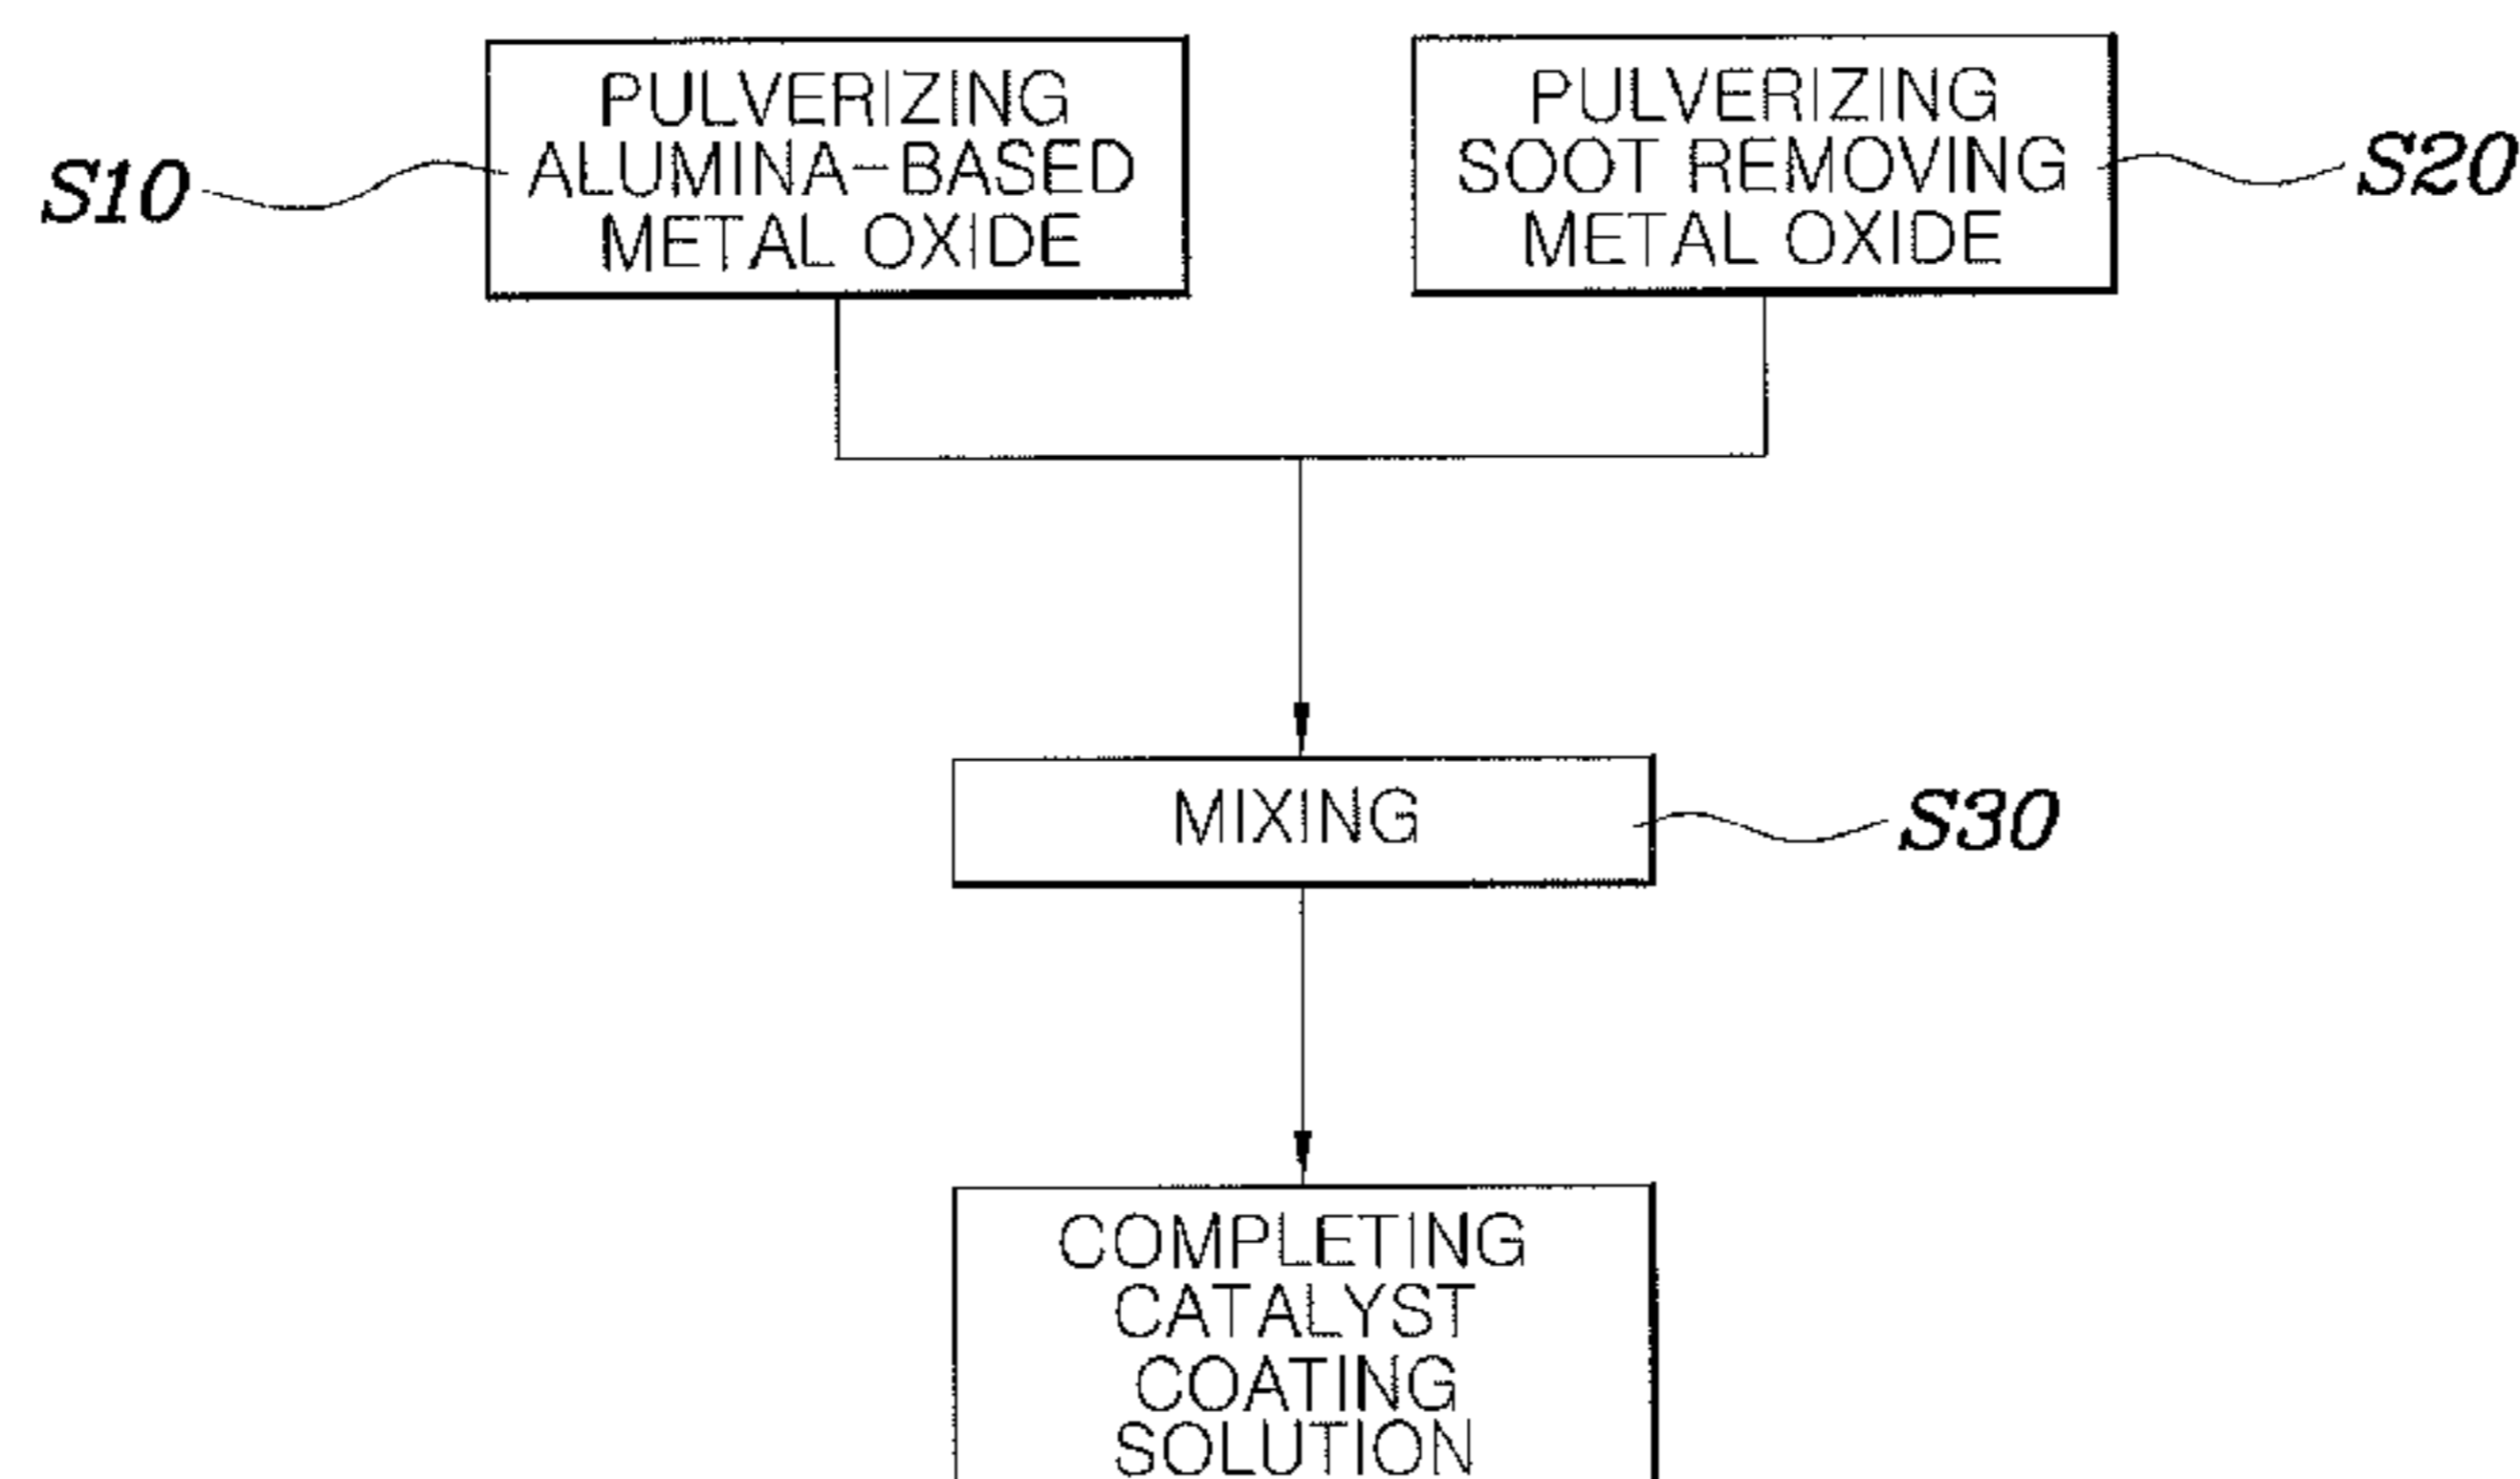 PULVERIZING
ALUMINA-BASED
METAL OXIDE
S10
PULVERIZING
SOOT REMOVING
METAL OXIDE
S20
MIXING
S30
COMPLETING
CATALYST
COATING
SOLUTION